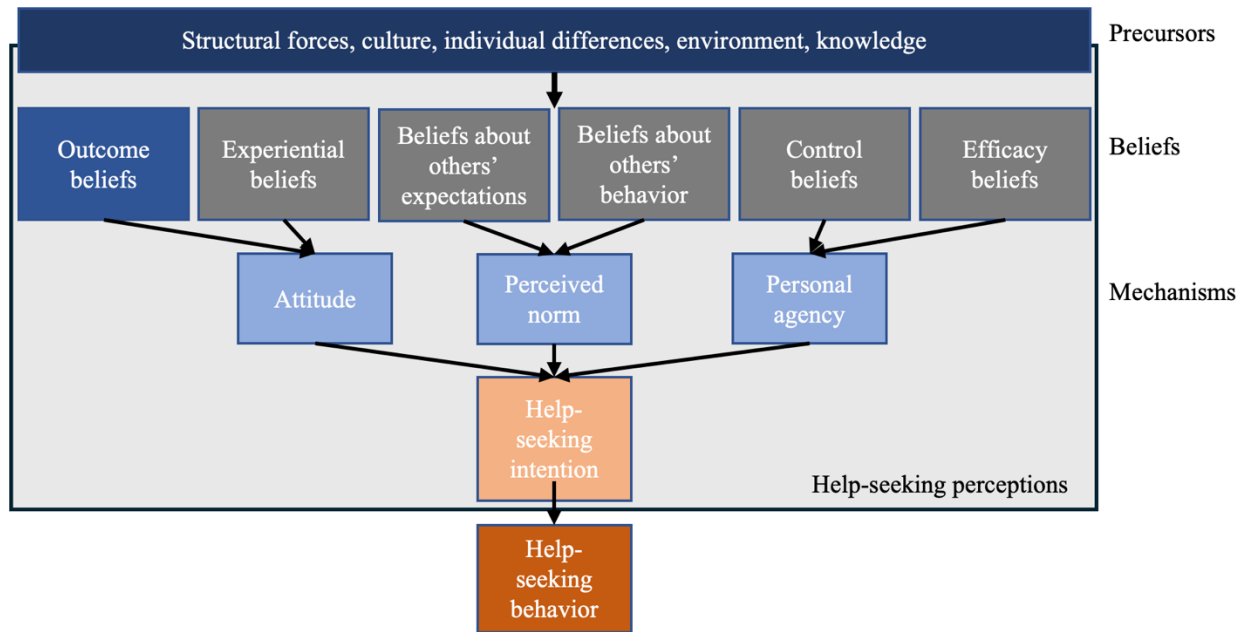 Structural forces, culture, individual differences, environment, knowledge
Precursors
Outcome
beliefs
Experiential
beliefs
Beliefs about
others’
expectations
Beliefs about
others’
behavior
Control
beliefs
Efficacy
beliefs
Beliefs
Attitude
Perceived
norm
Personal
agency
Mechanisms
Help-
seeking
intention
Help-seeking perceptions
Help-
seeking
behavior